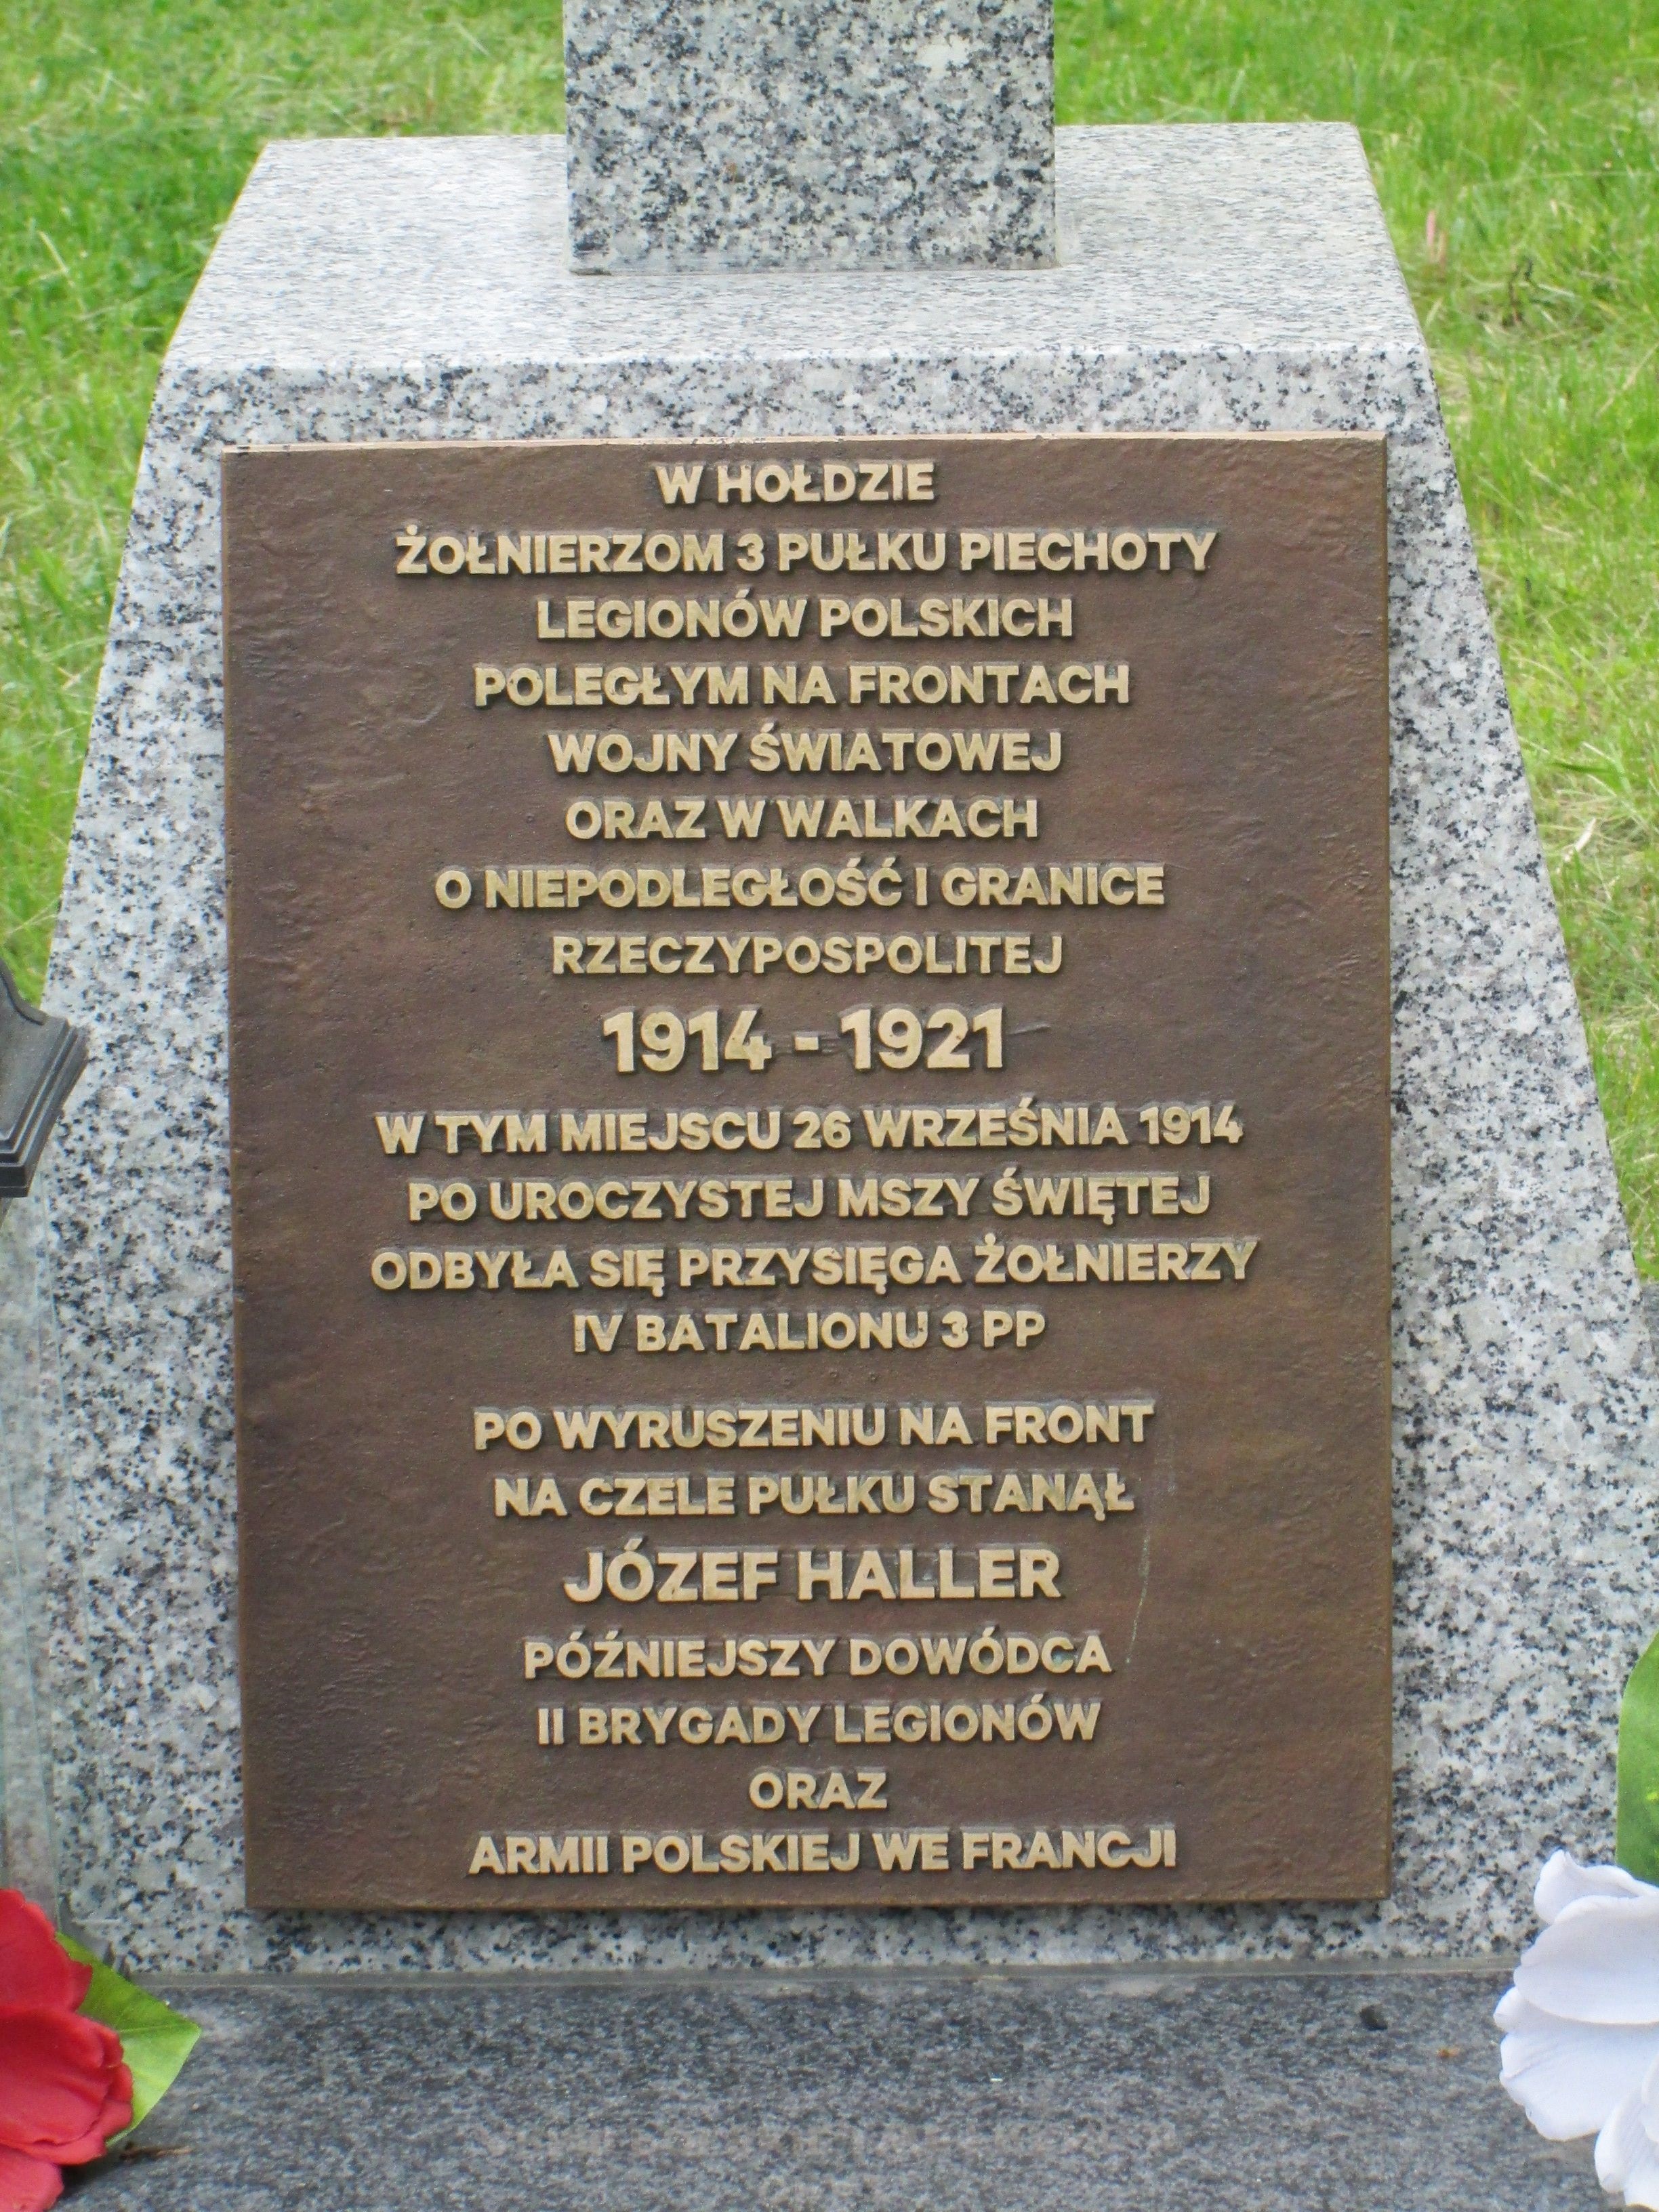 W HOŁDZIE
ŻOŁNIERZOM 3 PUŁKU PIECHOTY
LEGIONÓW POLSKICH
POLEGŁYM NA FRONTACH
WOJNY ŚWIATOWEJ
ORAZ W WALKACH
O NIEPODLEGŁOŚĆ I GRANICE
RZECZYPOSPOLITEJ
1914 - 1921
W TYM MIEJSCU 26 WRZEŚNIA 1914
PO UROCZYSTEJ MSZY ŚWIĘTEJ
ODBYŁA SIĘ PRZYSIĘGA ŻOŁNIERZY
IV BATALIONU 3 PP
PO WYRUSZENIU NA FRONT
NA CZELE PUŁKU STANĄŁ
JÓZEF HALLER
PÓŹNIEJSZY DOWÓDCA
II BRYGADY LEGIONÓW
ORAZ
ARMII POLSKIEJ WE FRANCJI